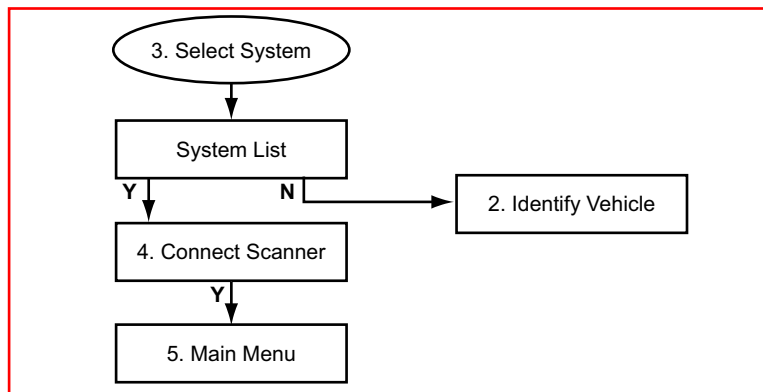 3. Select System
System List
Y
N
2. Identify Vehicle
4. Connect Scanner
Y
5. Main Menu